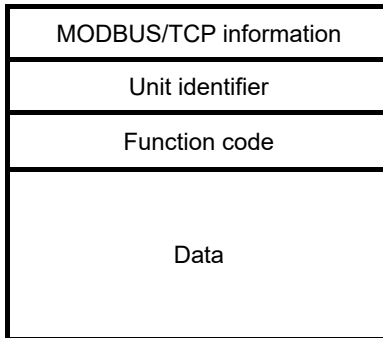 MODBUS/TCP information
Unit identifier
Function code
Data